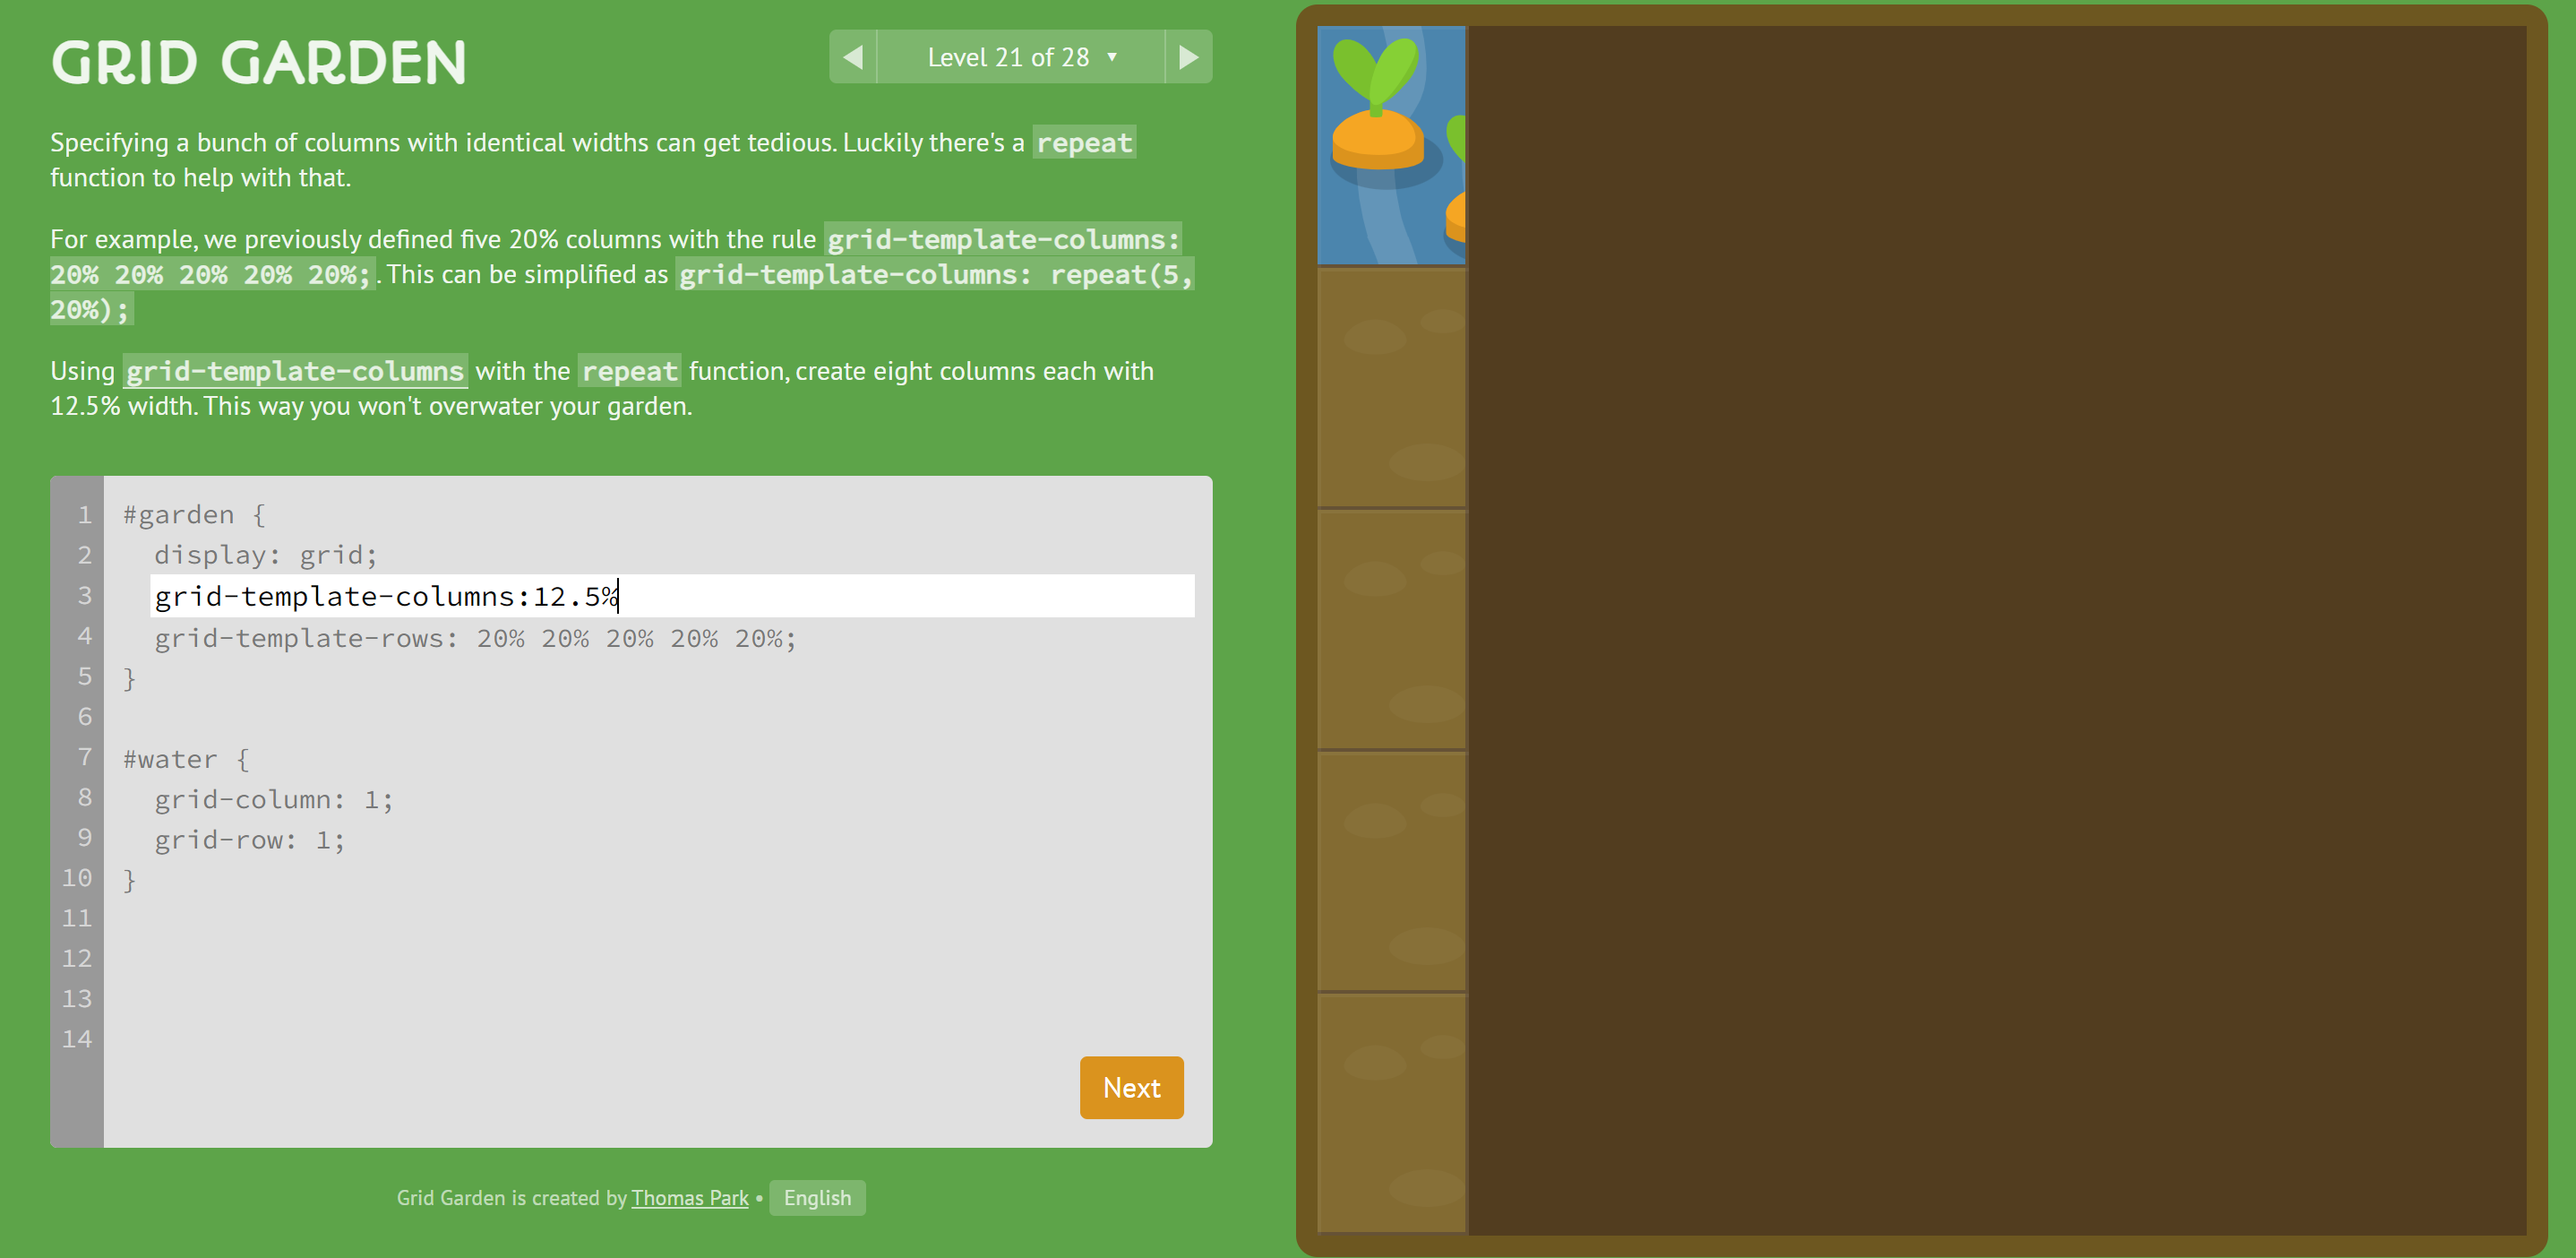 GRID GARDEN
◀ Level 21 of 28 ▼ ▶
Specifying a bunch of columns with identical widths can get tedious. Luckily there's a repeat
function to help with that.
For example, we previously defined five 20% columns with the rule grid-template-columns:
20% 20% 20% 20% 20%;. This can be simplified as grid-template-columns: repeat(5,
20%);
Using grid-template-columns with the repeat function, create eight columns each with
12.5% width. This way you won't overwater your garden.
1 #garden {
2 display: grid;
3 grid-template-columns:12.5%
4 grid-template-rows: 20% 20% 20% 20% 20%;
5 }
6
7 #water {
8 grid-column: 1;
9 grid-row: 1;
10 }
11
12
13
14
Next
Grid Garden is created by Thomas Park • English